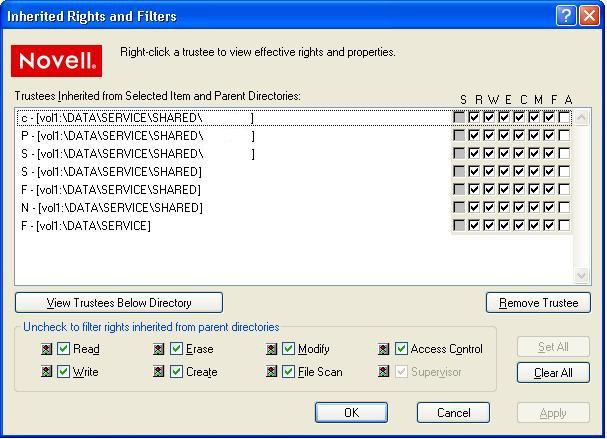 Inherited Rights and Filters
Novell.
Right-click a trustee to view effective rights and properties.
Trustees Inherited from Selected Item and Parent Directories:
S R W E C M F A
c - [vol1:\DATA\SERVICE\SHARED\ ]
P - [vol1:\DATA\SERVICE\SHARED\ ]
S - [vol1:\DATA\SERVICE\SHARED\ ]
S - [vol1:\DATA\SERVICE\SHARED]
F - [vol1:\DATA\SERVICE\SHARED]
N - [vol1:\DATA\SERVICE\SHARED]
F - [vol1:\DATA\SERVICE]
View Trustees Below Directory
Remove Trustee
Uncheck to filter rights inherited from parent directories
Read Erase Modify Access Control
Write Create File Scan Supervisor
Set All
Clear All
OK Cancel Apply